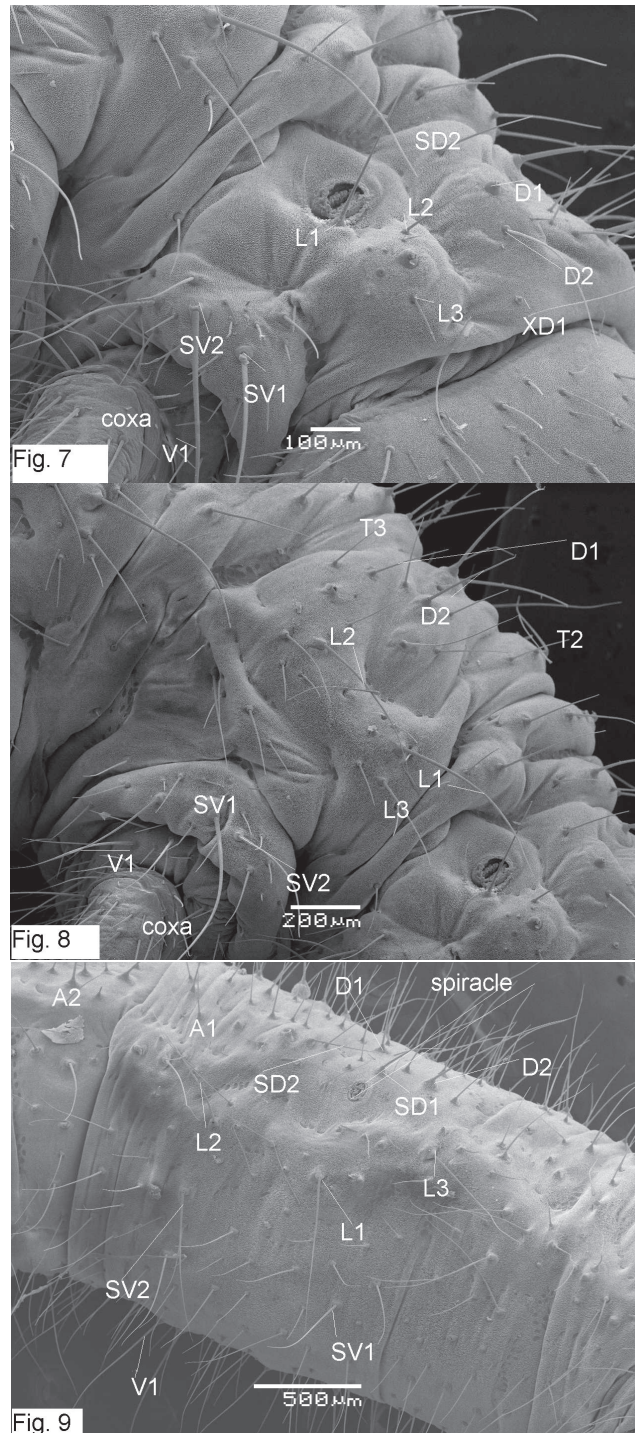 SD2
D1
L2
L1
D2
L3
XD1
SV2
SV1
coxa
100µm
V1
Fig. 7
T3
D1
D2
L2
T2
L1
SV1
L3
V1
SV2
coxa
200µm
Fig. 8
spiracle
D1
A2
A1
D2
SD2
SD1
L2
L3
L1
SV2
SV1
V1
500µm
Fig. 9